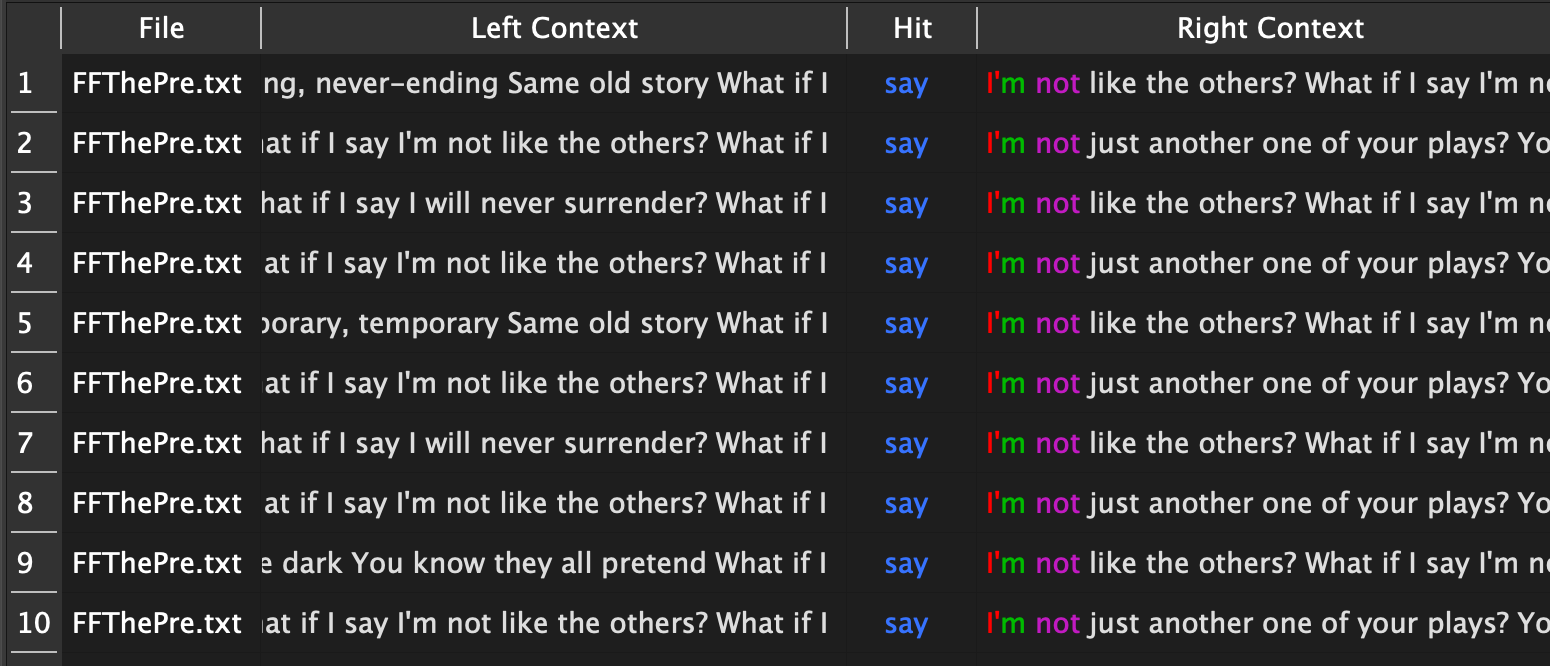 File Left Context Hit Right Context
1 FFThePre.txt ng, never-ending Same old story What if I say I'm not like the others? What if I say I'm
2 FFThePre.txt if I say I'm not like the others? What if I say I'm not just another one of your plays?
3 FFThePre.txt if I say I will never surrender? What if I say I'm not like the others? What if I say I'm
4 FFThePre.txt at if I say I'm not like the others? What if I say I'm not just another one of your plays?
5 FFThePre.txt porary, temporary Same old story What if I say I'm not like the others? What if I say I'm
6 FFThePre.txt at if I say I'm not like the others? What if I say I'm not just another one of your plays?
7 FFThePre.txt if I say I will never surrender? What if I say I'm not like the others? What if I say I'm
8 FFThePre.txt at if I say I'm not like the others? What if I say I'm not just another one of your plays?
9 FFThePre.txt e dark You know they all pretend What if I say I'm not like the others? What if I say I'm
10 FFThePre.txt at if I say I'm not like the others? What if I say I'm not just another one of your plays?